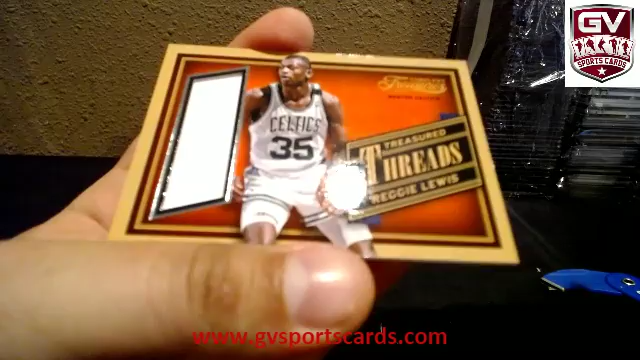 GV
SPORTS CARDS
TREASURED
THREADS
REGGIE LEWIS
CELTICS
35
www.gvsportscards.com